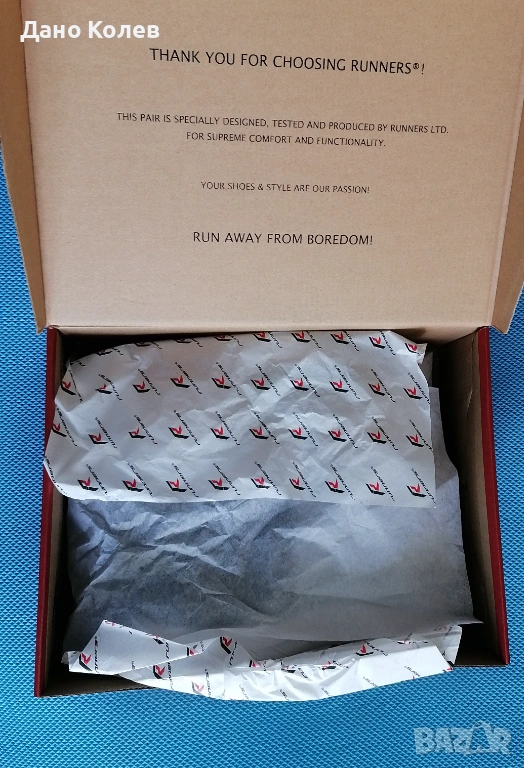 Дано Колев
THANK YOU FOR CHOOSING RUNNERS®!
THIS PAIR IS SPECIALLY DESIGNED, TESTED AND PRODUCED BY RUNNERS LTD.
FOR SUPREME COMFORT AND FUNCTIONALITY.
YOUR SHOES & STYLE ARE OUR PASSION!
RUN AWAY FROM BOREDOM!
BAZAR